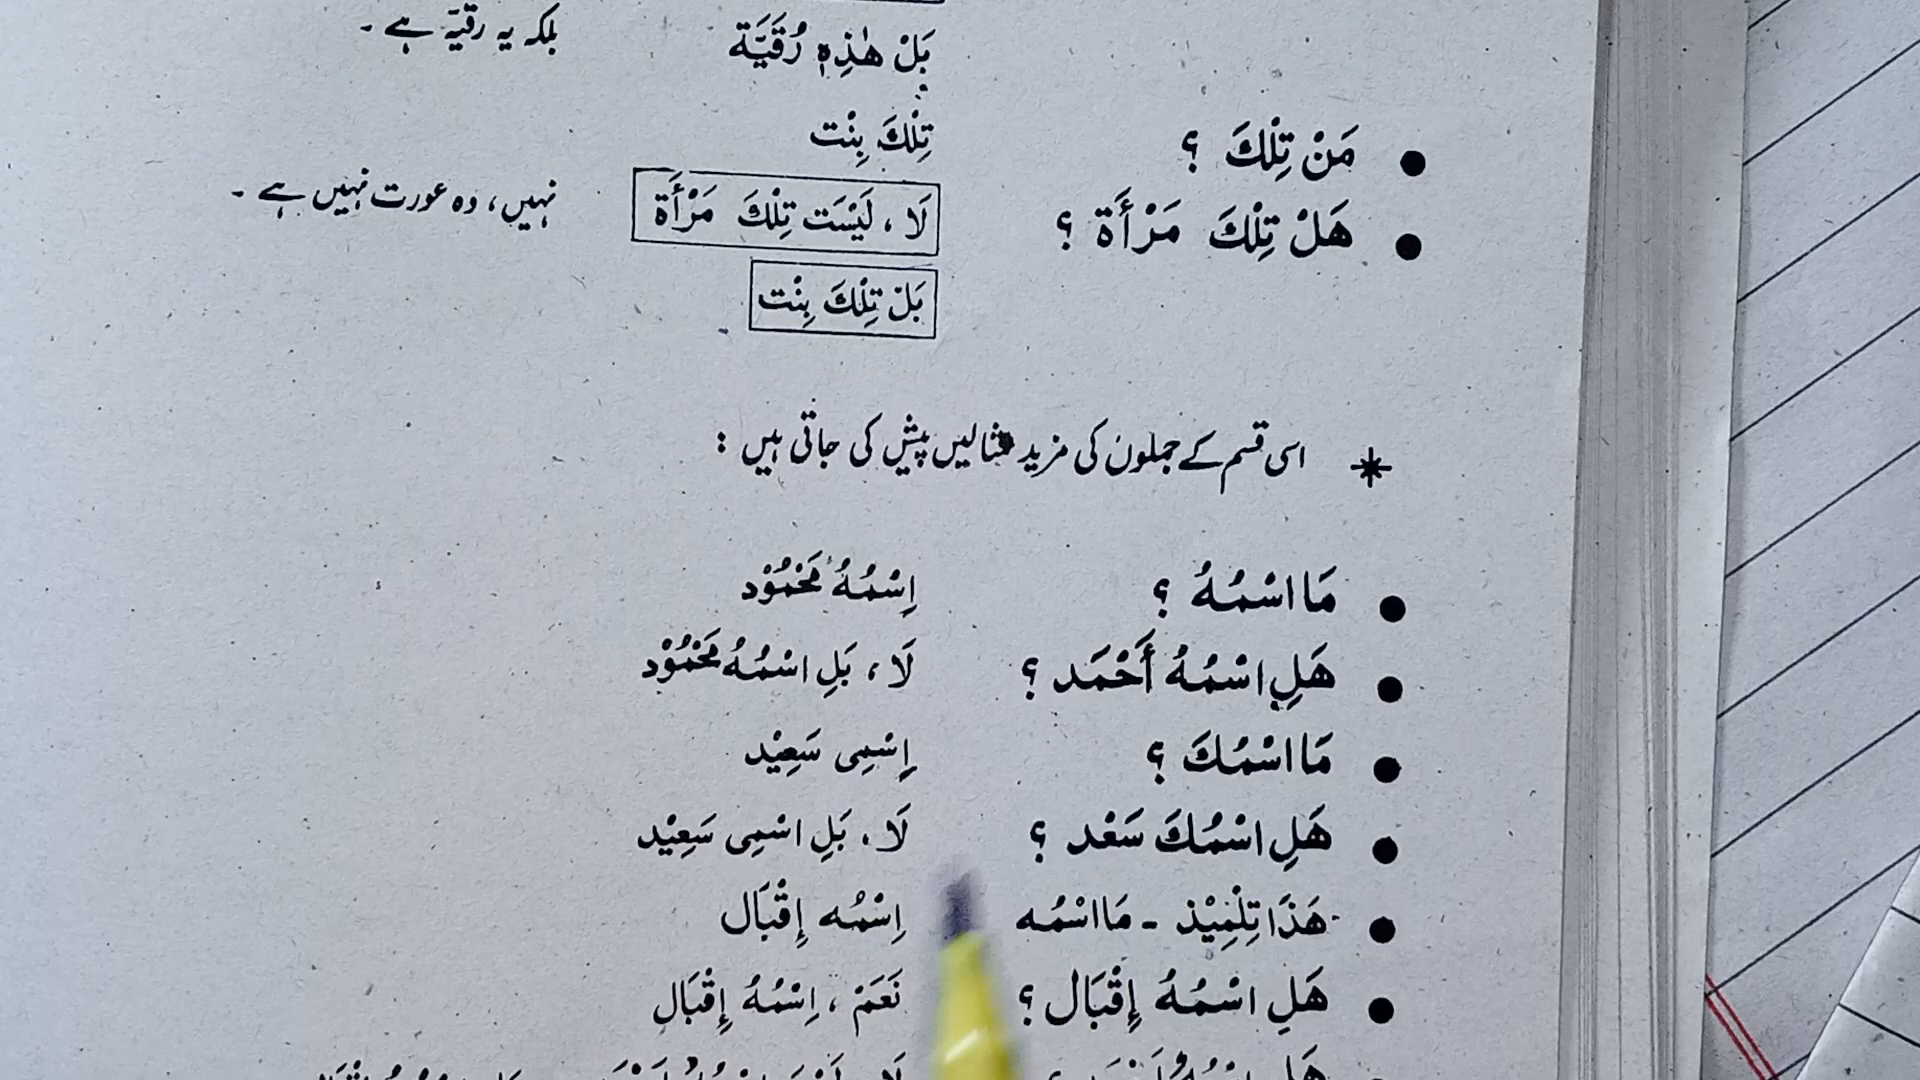 بَلْ هٰذِهٖ رُقَيَّة بلکہ یہ رقیّہ ہے ۔
• مَنْ تِلْكَ ؟ تِلْكَ بِنْت
• هَلْ تِلْكَ مَرْأَة ؟ لَا ، لَيْسَت تِلْكَ مَرْأَة نہیں، وہ عورت نہیں ہے ۔
بَلْ تِلْكَ بِنْت
* اسی قسم کے جملوں کی مزید مثالیں پیش کی جاتی ہیں :
• مَا اسْمُهُ ؟ اِسْمُهُ مَحْمُوْد
• هَلِ اسْمُهُ أَحْمَد ؟ لَا ، بَلِ اسْمُهُ مَحْمُوْد
• مَا اسْمُكَ ؟ اِسْمِی سَعِيْد
• هَلِ اسْمُكَ سَعْد ؟ لَا ، بَلِ اسْمِی سَعِيْد
• هَذَا تِلْمِيْذ ۔ مَا اسْمُه اِسْمُه إِقْبَال
• هَلِ اسْمُهُ إِقْبَال ؟ نَعَمْ ، اِسْمُهُ إِقْبَال